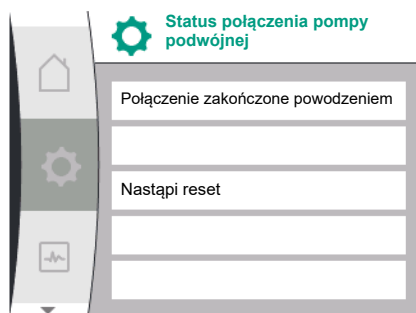 Status połączenia pompy
podwójnej
Połączenie zakończone powodzeniem
Nastąpi reset